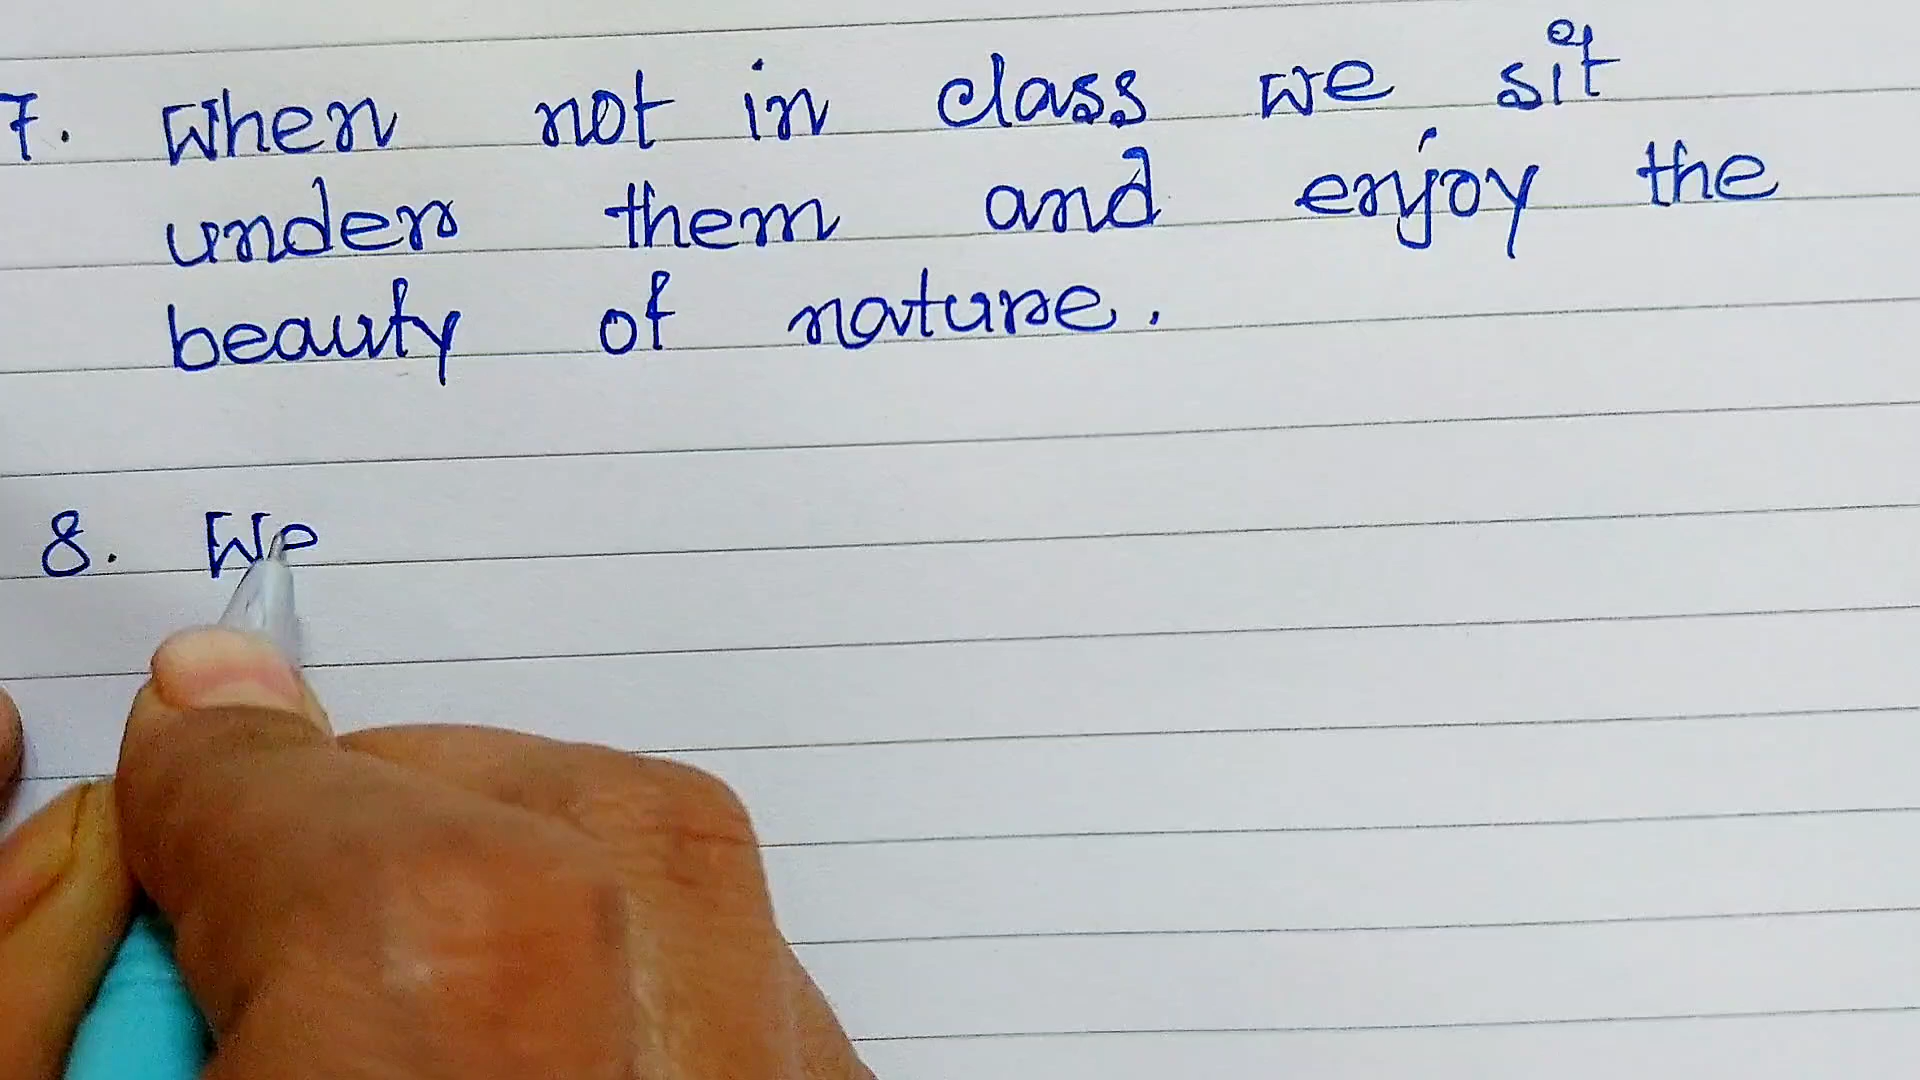 7. When not in class we sit
under them and enjoy the
beauty of nature.
8. We